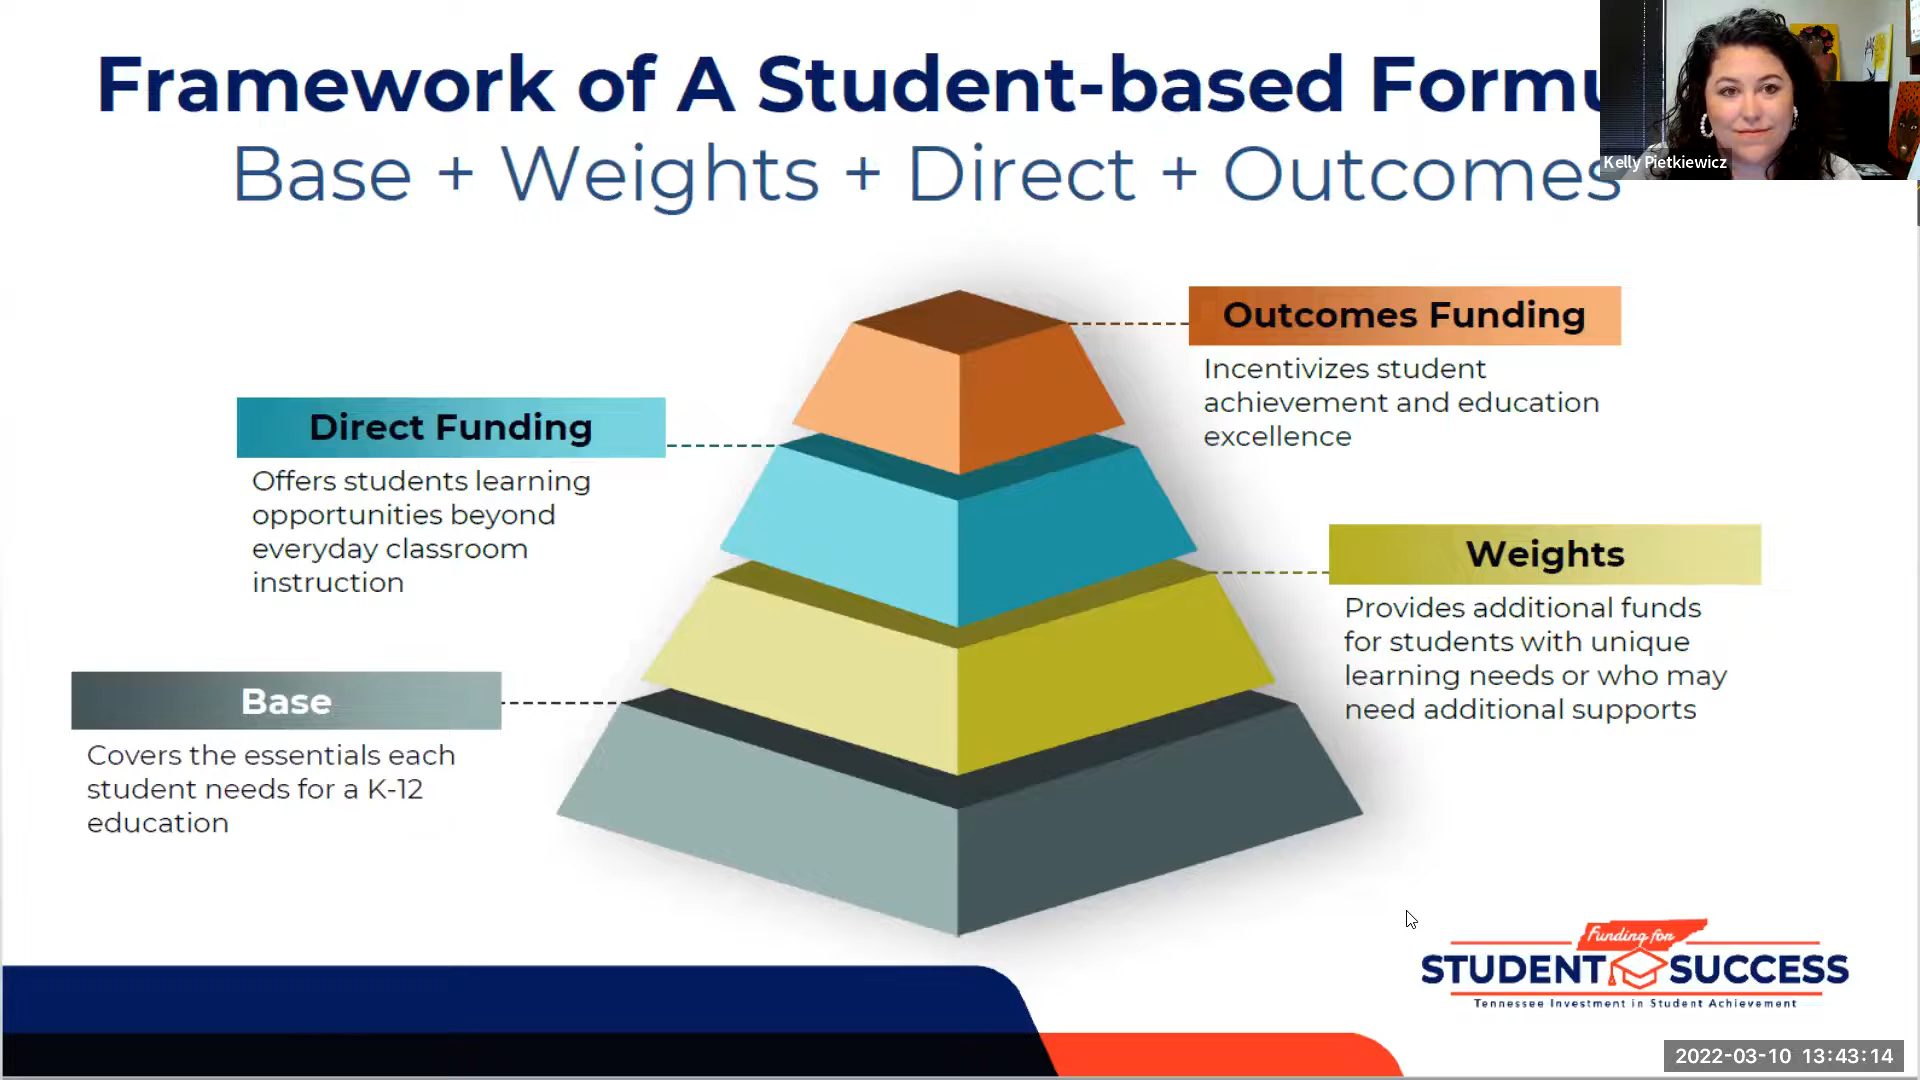 Framework of A Student-based Formu
Base + Weights + Direct + Outcomes
Kelly Pietkiewicz
Outcomes Funding
Incentivizes student
achievement and education
excellence
Direct Funding
Offers students learning
opportunities beyond
everyday classroom
instruction
Weights
Provides additional funds
for students with unique
learning needs or who may
need additional supports
Base
Covers the essentials each
student needs for a K-12
education
Funding for
STUDENT SUCCESS
Tennessee Investment in Student Achievement
2022-03-10 13:43:14